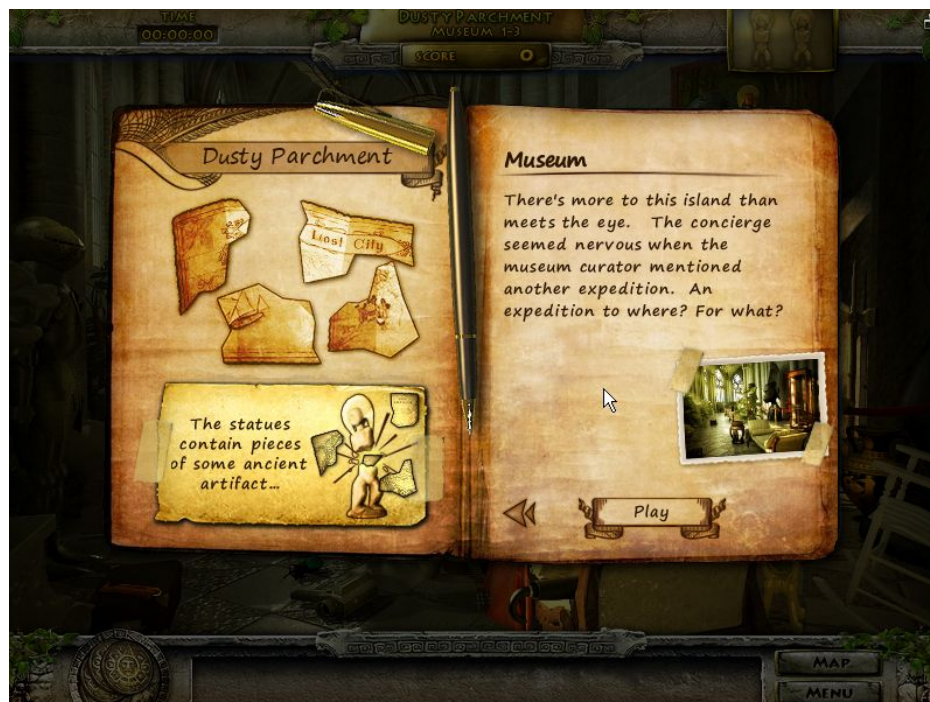 TIME
00:00:00
DUSTY PARCHMENT
MUSEUM 1-3
SCORE 0
Dusty Parchment
Lost City
The statues
contain pieces
of some ancient
artifact...
Museum
There's more to this island than
meets the eye. The concierge
seemed nervous when the
museum curator mentioned
another expedition. An
expedition to where? For what?
Play
MAP
MENU